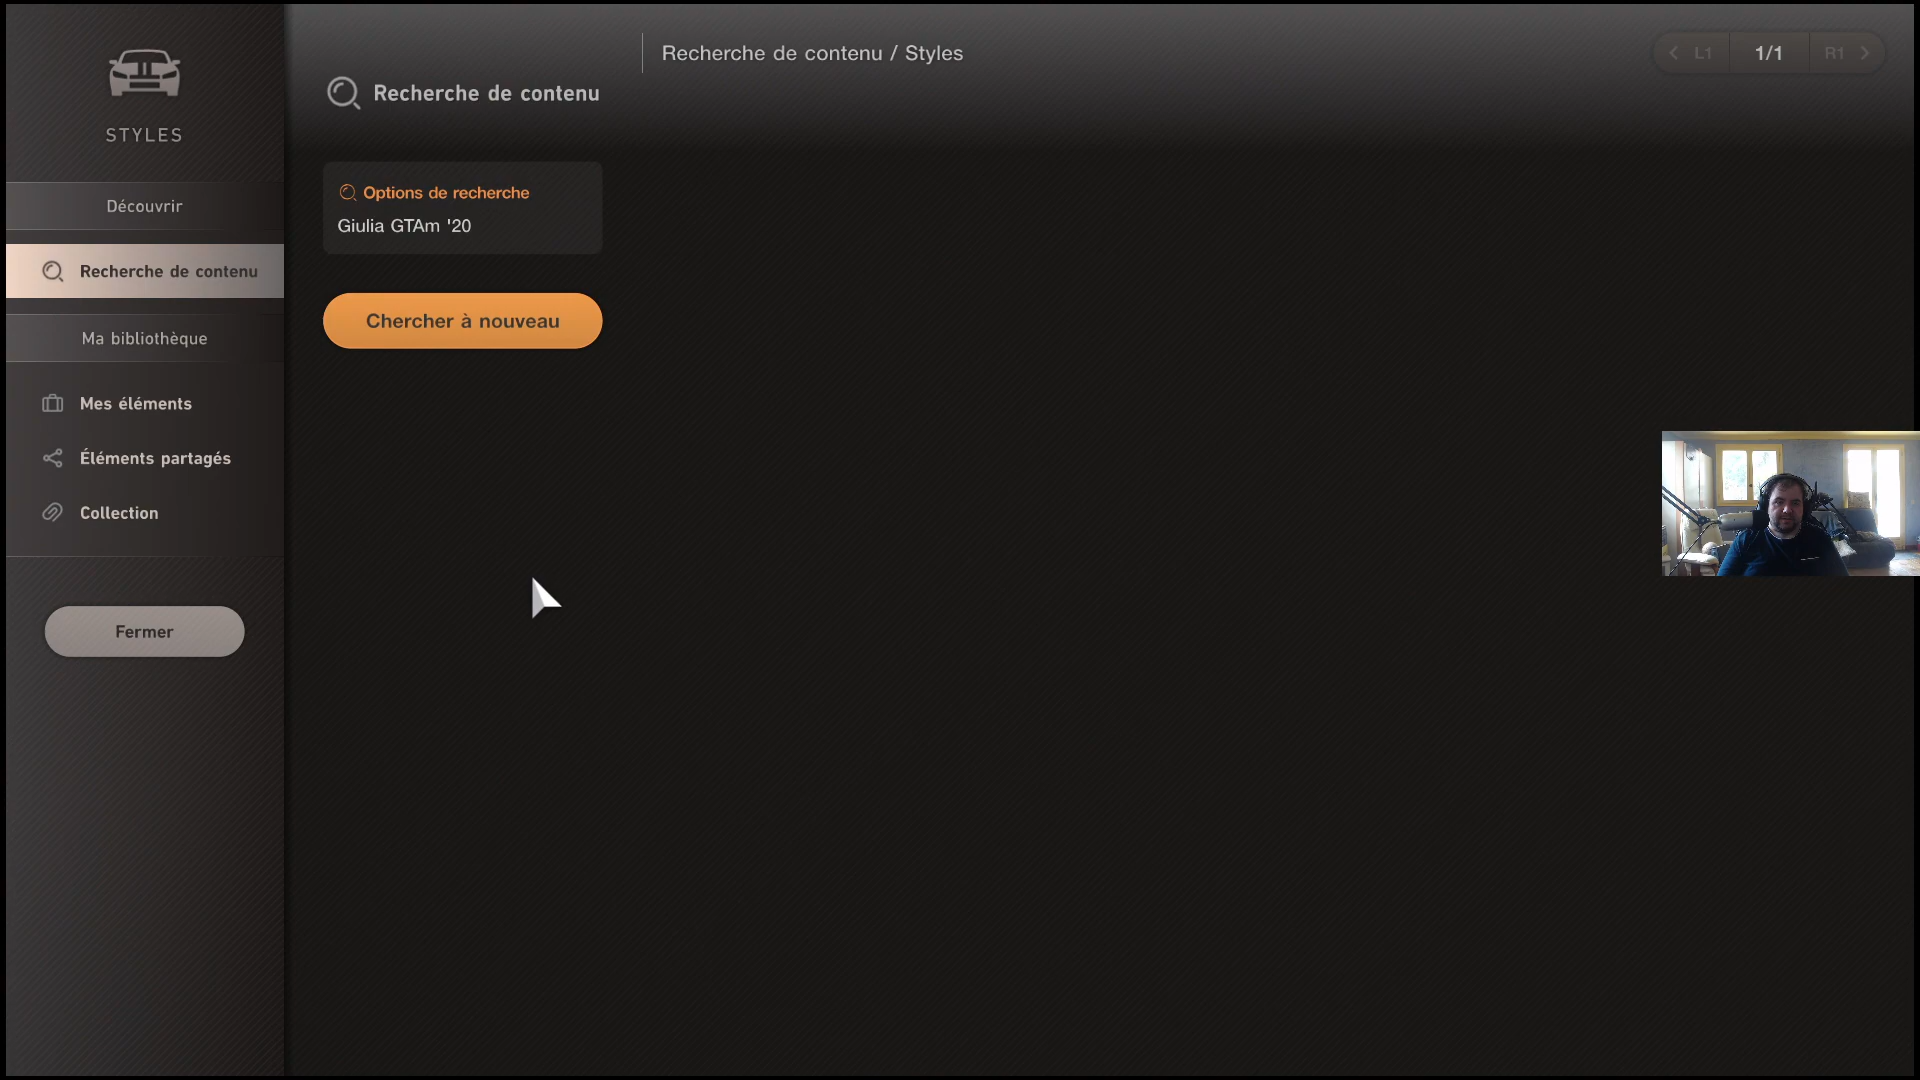 STYLES
Découvrir
Recherche de contenu
Ma bibliothèque
Mes éléments
Éléments partagés
Collection
Fermer
Recherche de contenu / Styles
L1
1/1
R1
Recherche de contenu
Options de recherche
Giulia GTAm '20
Chercher à nouveau